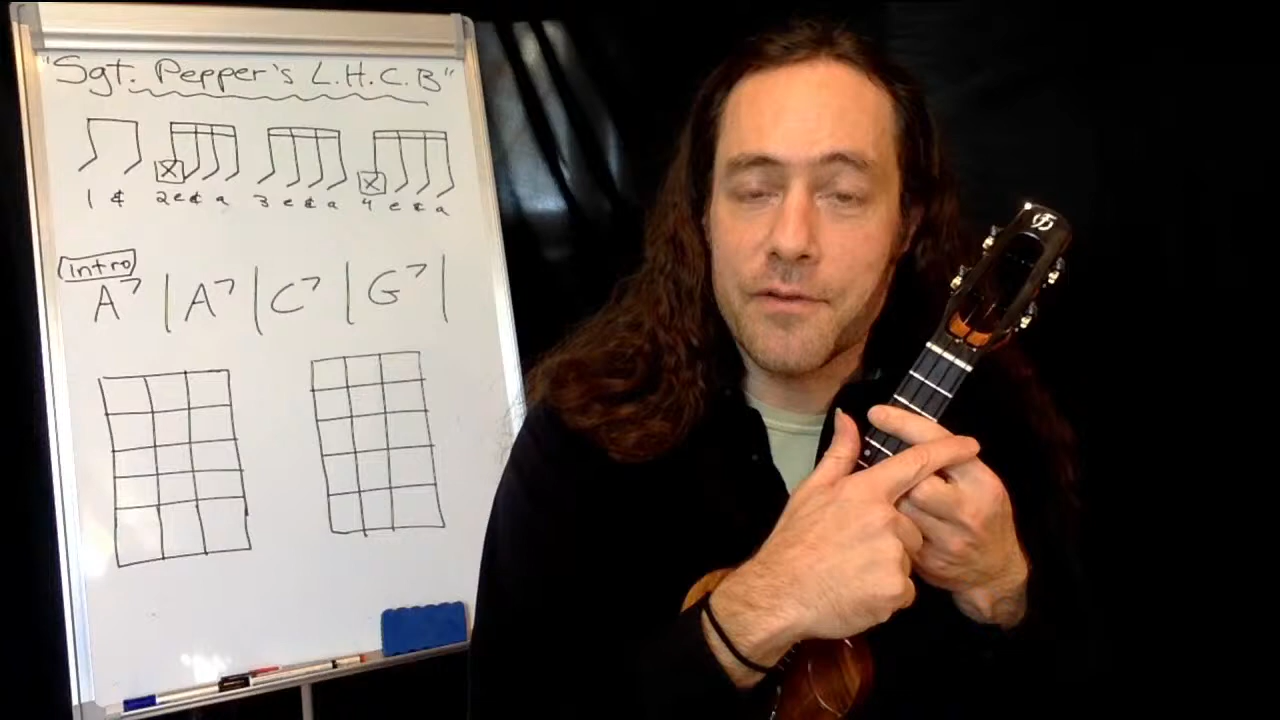 "Sgt. Pepper's L.H.C.B"
1 & 2 e & a 3 e & a 4 e & a
Intro
A7 | A7 | C7 | G7 |